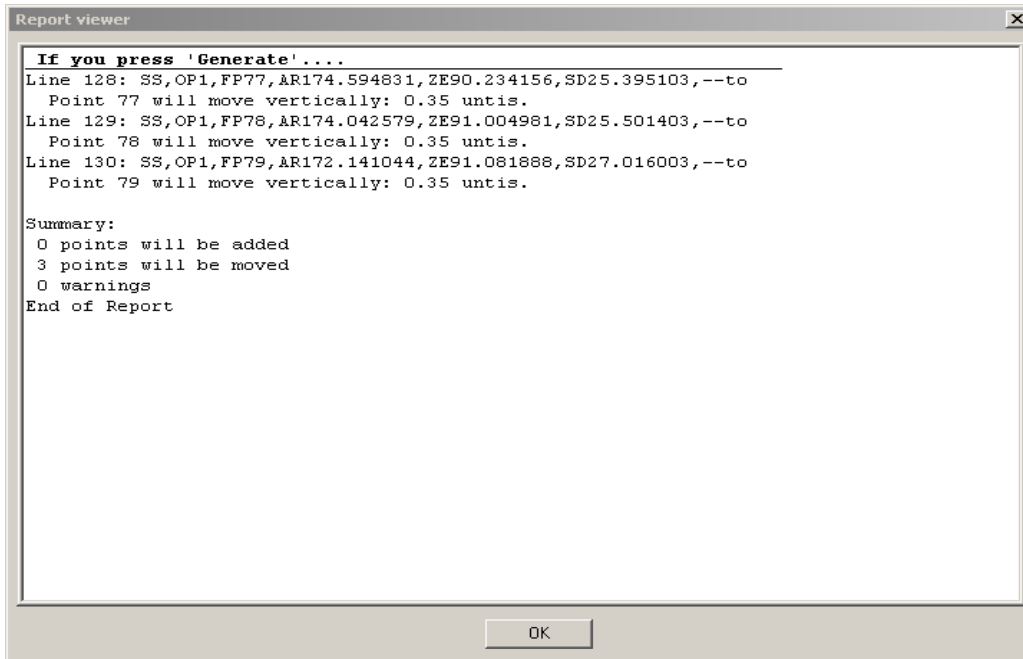 Report viewer
If you press 'Generate'....
Line 128: SS,OP1,FP77,AR174.594831,ZE90.234156,SD25.395103,--to
Point 77 will move vertically: 0.35 untis.
Line 129: SS,OP1,FP78,AR174.042579,ZE91.004981,SD25.501403,--to
Point 78 will move vertically: 0.35 untis.
Line 130: SS,OP1,FP79,AR172.141044,ZE91.081888,SD27.016003,--to
Point 79 will move vertically: 0.35 untis.
Summary:
0 points will be added
3 points will be moved
0 warnings
End of Report
OK